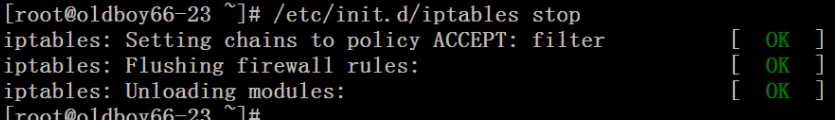 [root@oldboy66-23 ~]# /etc/init.d/iptables stop
iptables: Setting chains to policy ACCEPT: filter [ OK ]
iptables: Flushing firewall rules: [ OK ]
iptables: Unloading modules: [ OK ]
[root@oldboy66-23 ~]#